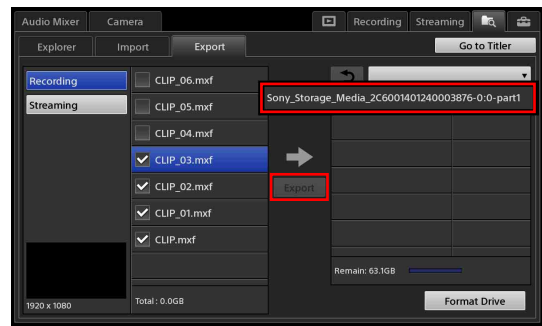 Audio Mixer Camera Recording Streaming
Explorer Import Export Go to Titler
Recording
Streaming
CLIP_06.mxf
CLIP_05.mxf
CLIP_04.mxf
CLIP_03.mxf
CLIP_02.mxf
CLIP_01.mxf
CLIP.mxf
Sony_Storage_Media_2C6001401240003876-0:0-part1
Export
Remain: 63.1GB
1920 x 1080
Total : 0.0GB
Format Drive